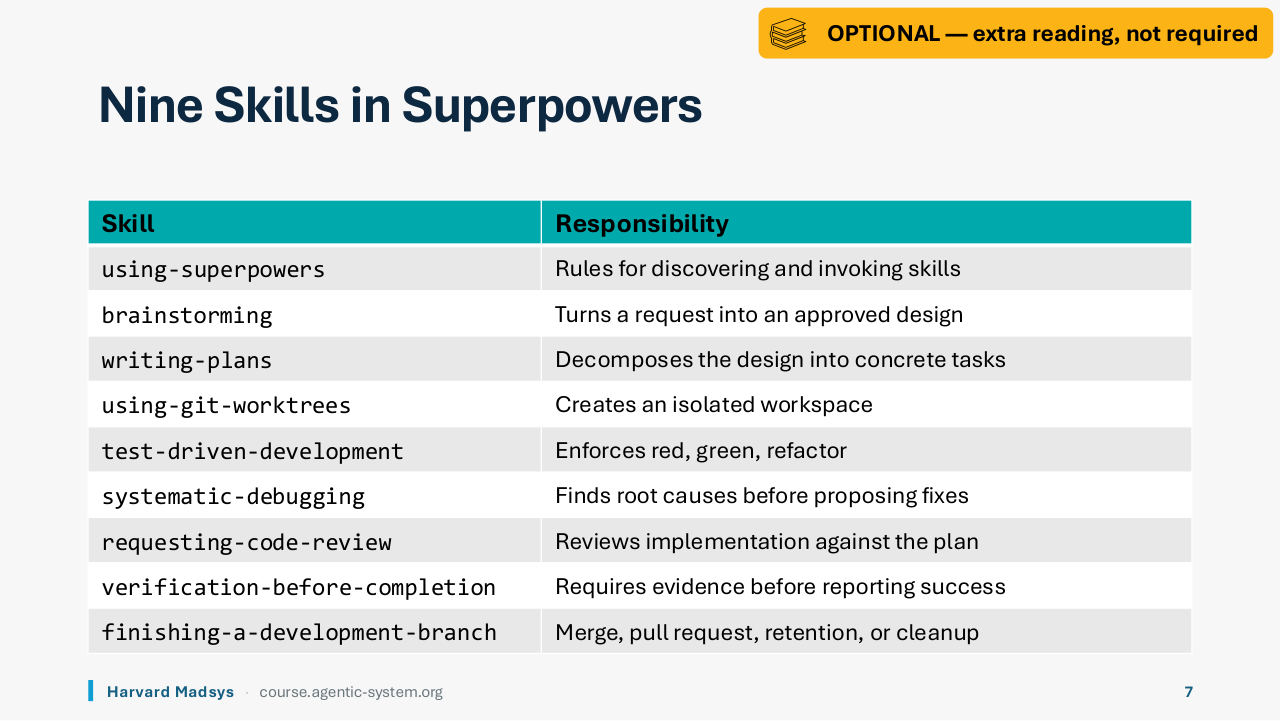 OPTIONAL — extra reading, not required
Nine Skills in Superpowers
Skill Responsibility
using-superpowers Rules for discovering and invoking skills
brainstorming Turns a request into an approved design
writing-plans Decomposes the design into concrete tasks
using-git-worktrees Creates an isolated workspace
test-driven-development Enforces red, green, refactor
systematic-debugging Finds root causes before proposing fixes
requesting-code-review Reviews implementation against the plan
verification-before-completion Requires evidence before reporting success
finishing-a-development-branch Merge, pull request, retention, or cleanup
Harvard Madsys · course.agentic-system.org 7